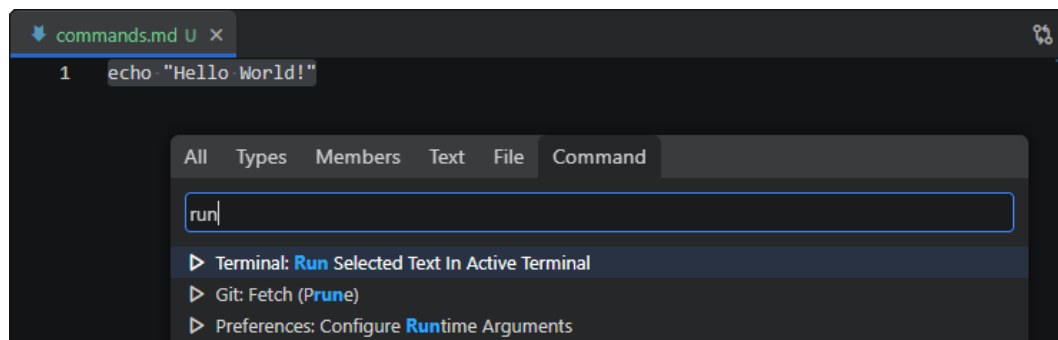 commands.md U
1 echo "Hello World!"
All Types Members Text File Command
run
Terminal: Run Selected Text In Active Terminal
Git: Fetch (Prune)
Preferences: Configure Runtime Arguments